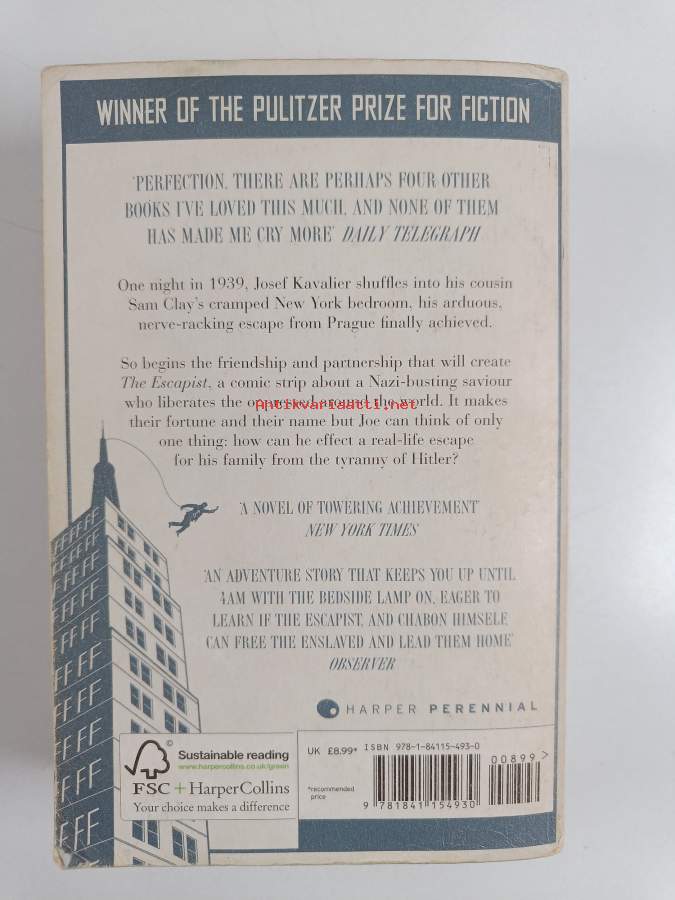 WINNER OF THE PULITZER PRIZE FOR FICTION
'PERFECTION. THERE ARE PERHAPS FOUR OTHER
BOOKS I'VE LOVED THIS MUCH, AND NONE OF THEM
HAS MADE ME CRY MORE' DAILY TELEGRAPH
One night in 1939, Josef Kavalier shuffles into his cousin
Sam Clay's cramped New York bedroom, his arduous,
nerve-racking escape from Prague finally achieved.
So begins the friendship and partnership that will create
The Escapist, a comic strip about a Nazi-busting saviour
who liberates the oppressed around the world. It makes
Antikvariaatti.net
their fortune and their name but Joe can think of only
one thing: how can he effect a real-life escape
for his family from the tyranny of Hitler?
'A NOVEL OF TOWERING ACHIEVEMENT'
NEW YORK TIMES
'AN ADVENTURE STORY THAT KEEPS YOU UP UNTIL
4AM WITH THE BEDSIDE LAMP ON, EAGER TO
LEARN IF THE ESCAPIST, AND CHABON HIMSELF,
CAN FREE THE ENSLAVED AND LEAD THEM HOME'
OBSERVER
HARPER PERENNIAL
©
Sustainable reading
www.harpercollins.co.uk/green
FSC + HarperCollins
Your choice makes a difference
UK £8.99*
*recommended
price
ISBN 978-1-84115-493-0
00899 >
9 781841 154930